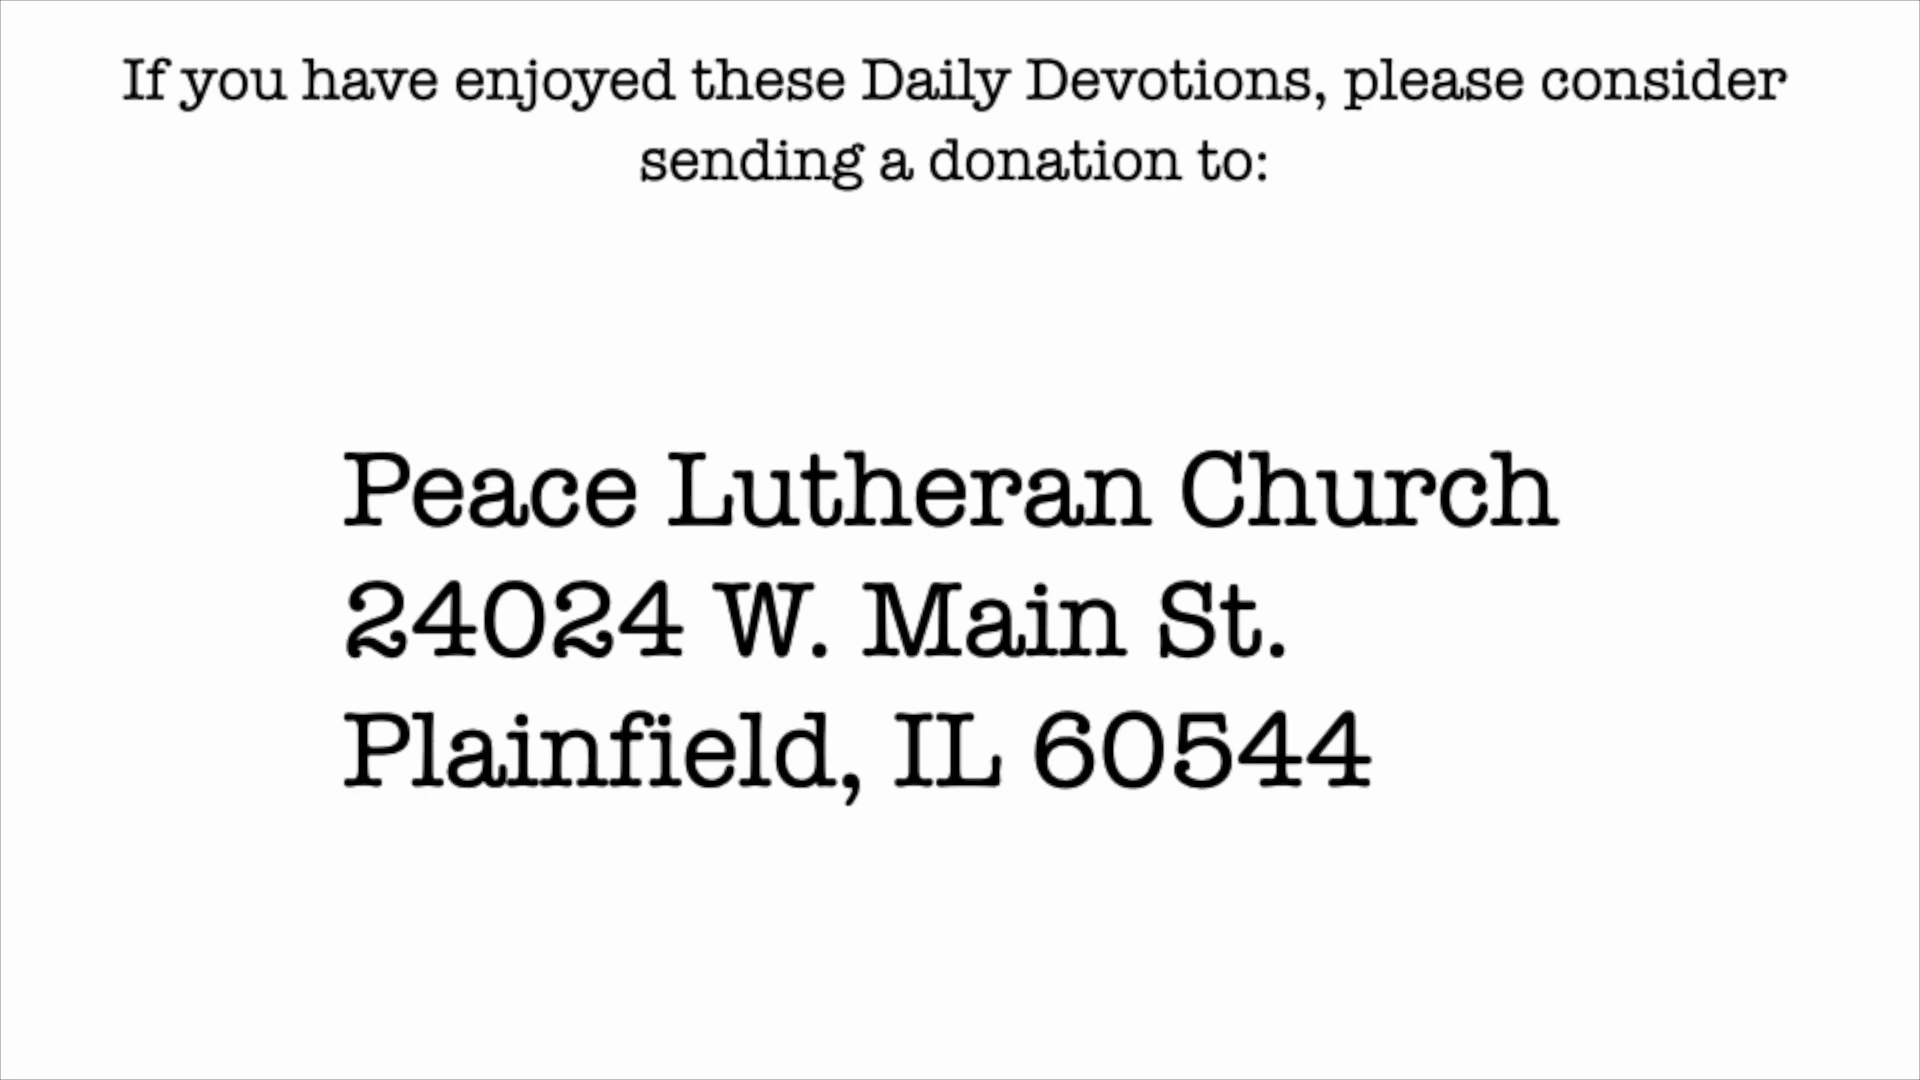 If you have enjoyed these Daily Devotions, please consider
sending a donation to:
Peace Lutheran Church
24024 W. Main St.
Plainfield, IL 60544